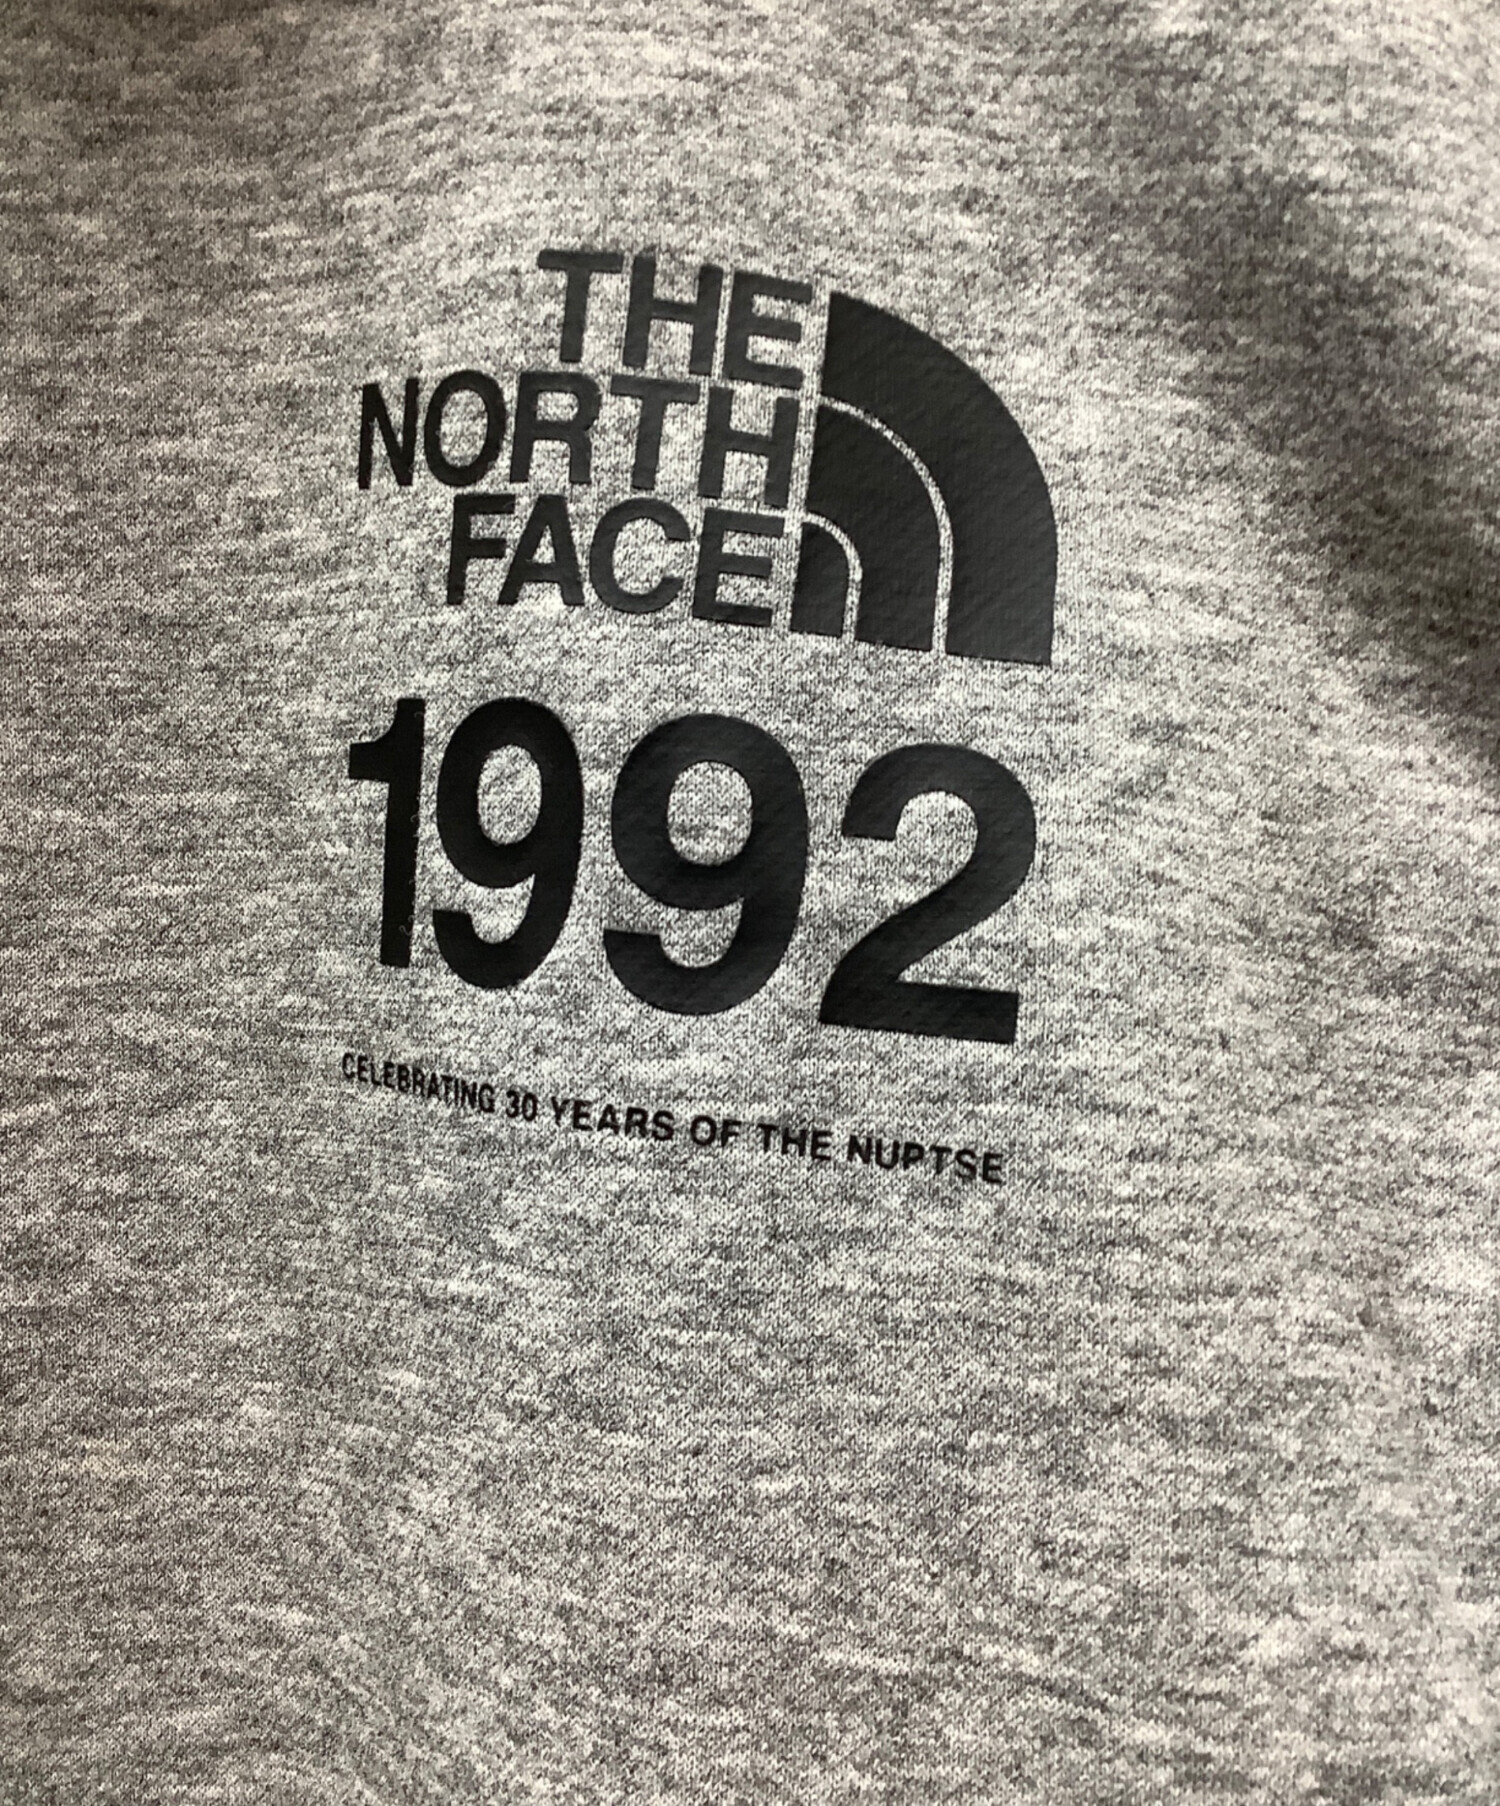 THE
NORTH
FACE
1992
CELEBRATING 30 YEARS OF THE NUPTSE